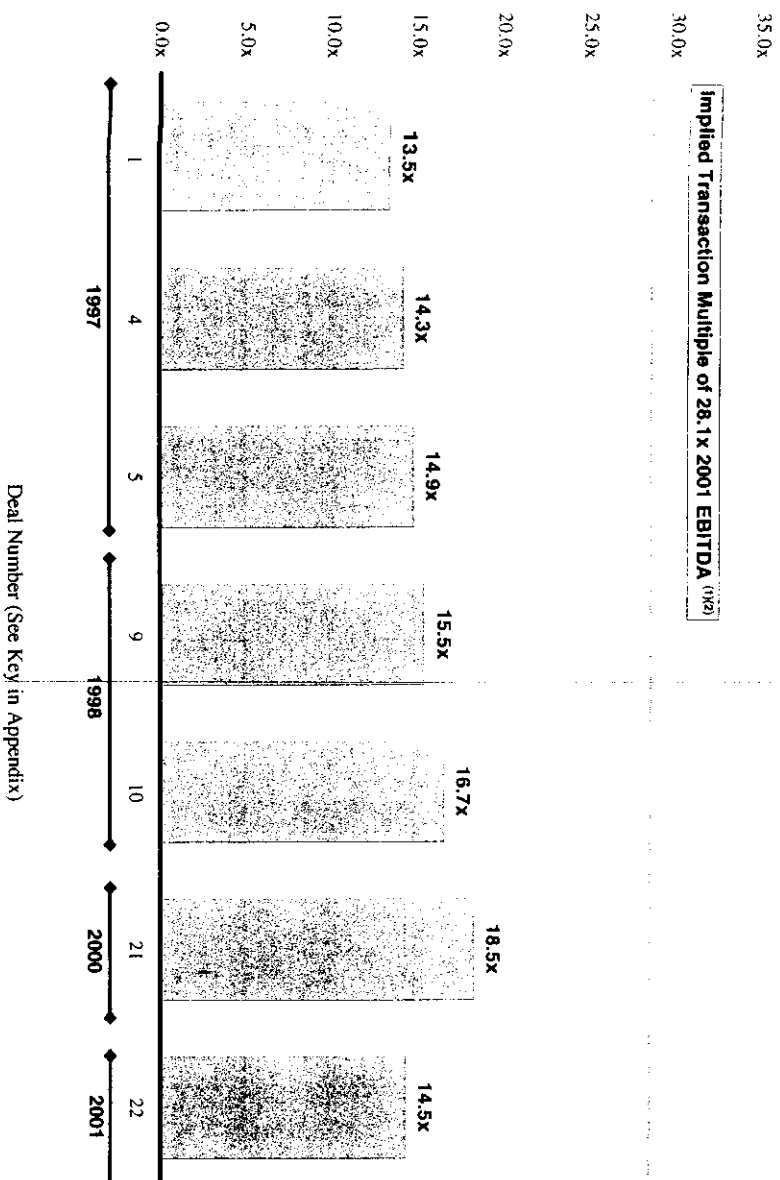 35.0x
30.0x
25.0x
20.0x
15.0x
10.0x
5.0x
0.0x
Implied Transaction Multiple of 28.1x 2001 EBITDA (1)(2)
13.5x
14.3x
14.9x
15.5x
16.7x
18.5x
14.5x
1 4 5 9 10 21 22
1997 1998 2000 2001
Deal Number (See Key in Appendix)